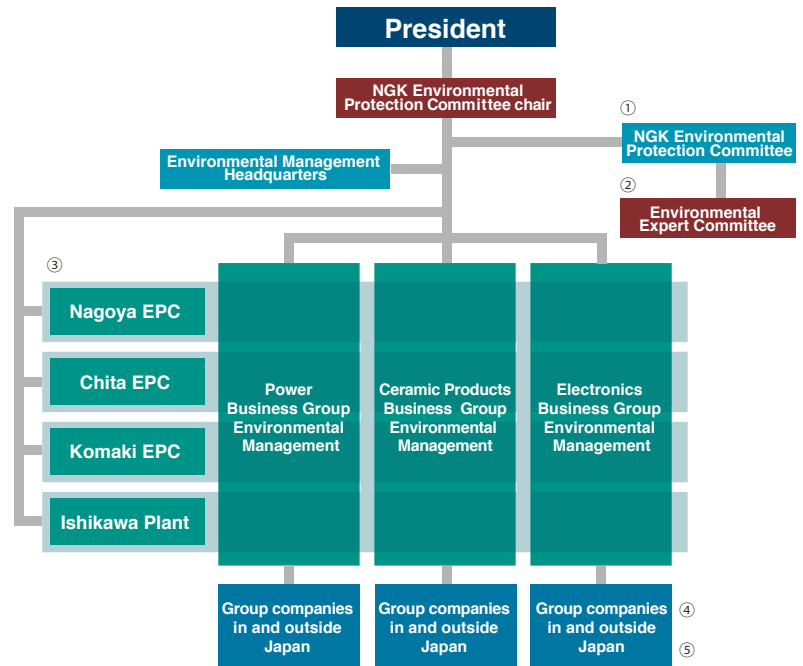 President
NGK Environmental
Protection Committee chair
①
NGK Environmental
Protection Committee
Environmental Management
Headquarters
②
Environmental
Expert Committee
③
Nagoya EPC
Chita EPC
Komaki EPC
Ishikawa Plant
Power
Business Group
Environmental
Management
Ceramic Products
Business Group
Environmental
Management
Electronics
Business Group
Environmental
Management
Group companies
in and outside
Japan
Group companies
in and outside
Japan
Group companies
in and outside
Japan
④
⑤